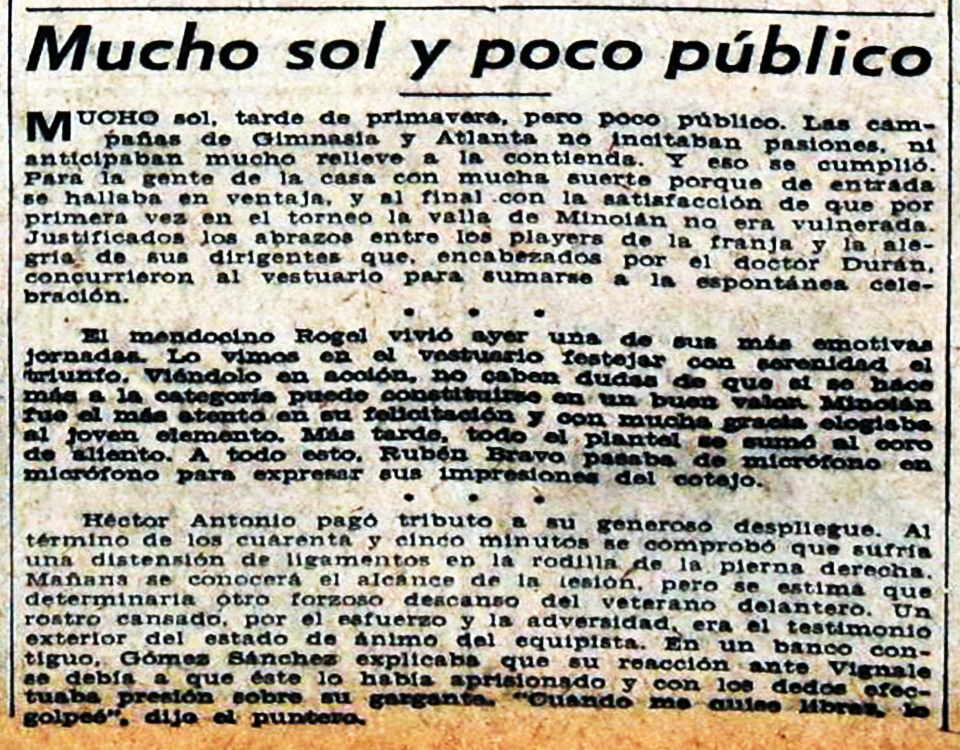 Mucho sol y poco público
MUCHO sol, tarde de primavera, pero poco público. Las cam-
pañas de Gimnasia y Atlanta no incitaban pasiones, ni
anticipaban mucho relieve a la contienda. Y eso se cumplió.
Para la gente de la casa con mucha suerte porque de entrada
se hallaba en ventaja, y al final con la satisfacción de que por
primera vez en el torneo la valla de Minoián no era vulnerada.
Justificados los abrazos entre los players de la franja y la ale-
gría de sus dirigentes que, encabezados por el doctor Durán,
concurrieron al vestuario para sumarse a la espontánea cele-
bración.
• • •
El mendocino Rogel vivió ayer una de sus más emotivas
jornadas. Lo vimos en el vestuario festejar con serenidad el
triunfo. Viéndolo en acción, no caben dudas de que si se hace
más a la categoría puede constituirse en un buen valor. Minoián
fue el más atento en su felicitación y con mucha gracia elogiaba
al joven elemento. Más tarde, todo el plantel se sumó al coro
de aliento. A todo esto, Rubén Bravo pasaba de micrófono en
micrófono para expresar sus impresiones del cotejo.
• • •
Héctor Antonio pagó tributo a su generoso despliegue. Al
término de los cuarenta y cinco minutos se comprobó que sufría
una distensión de ligamentos en la rodilla de la pierna derecha.
Mañana se conocerá el alcance de la lesión, pero se estima que
determinaría otro forzoso descanso del veterano delantero. Un
rostro cansado, por el esfuerzo y la adversidad, era el testimonio
exterior del estado de ánimo del equipista. En un banco con-
tiguo, Gómez Sánchez explicaba que su reacción ante Vignale
se debía a que éste lo había aprisionado y con los dedos efec-
tuaba presión sobre su garganta. "Cuando me quise librar, lo
golpeé", dijo el puntero.